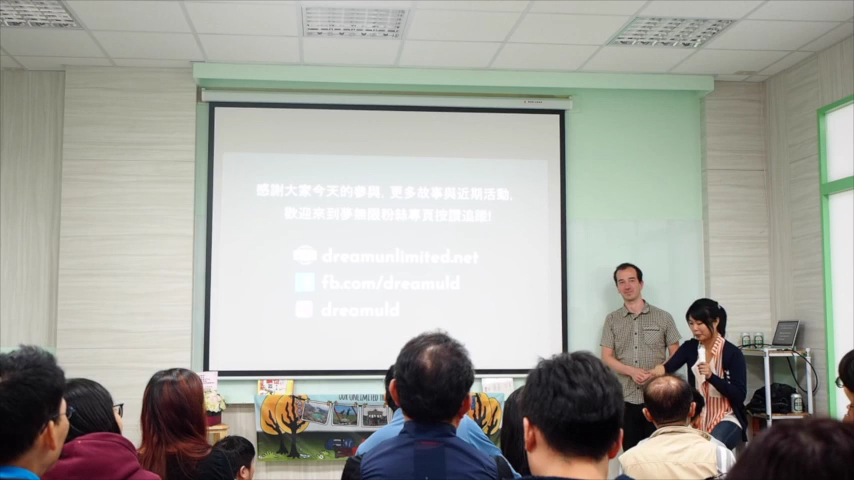 感謝大家今天的參與, 更多故事與近期活動,
歡迎來到夢無限粉絲專頁按讚追蹤!
dreamunlimited.net
fb.com/dreamuld
dreamuld
OUR UNLIMITED